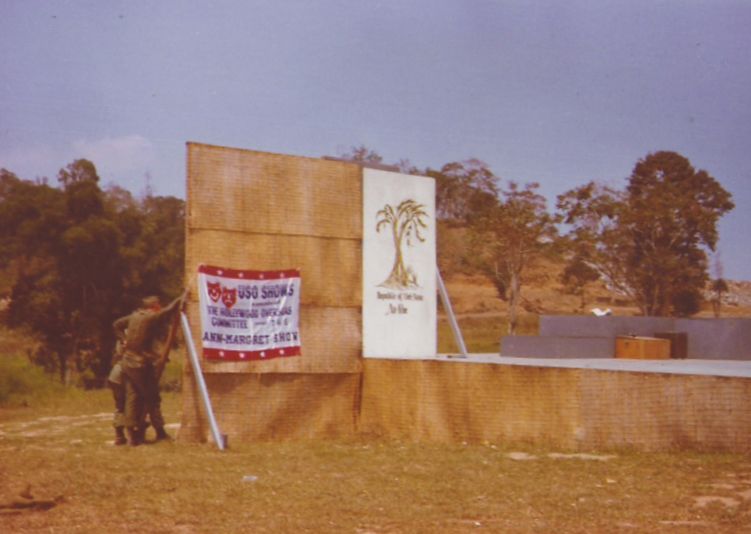 USO SHOWS
THE HOLLYWOOD OVERSEAS
COMMITTEE
ANN-MARGRET SHOW
Republic of Viet-Nam